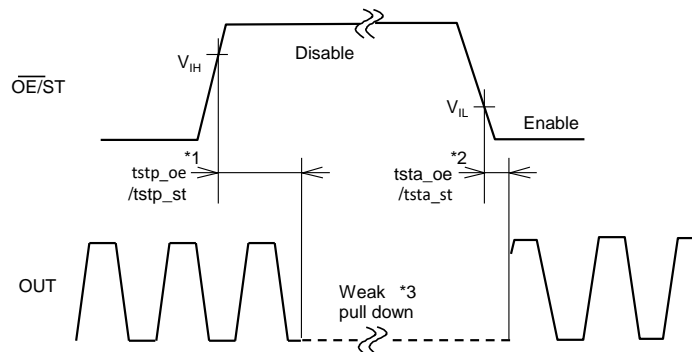 Disable
V_IH
OE/ST
V_IL
Enable
*1
*2
tstp_oe
/tstp_st
tsta_oe
/tsta_st
OUT
Weak *3
pull down